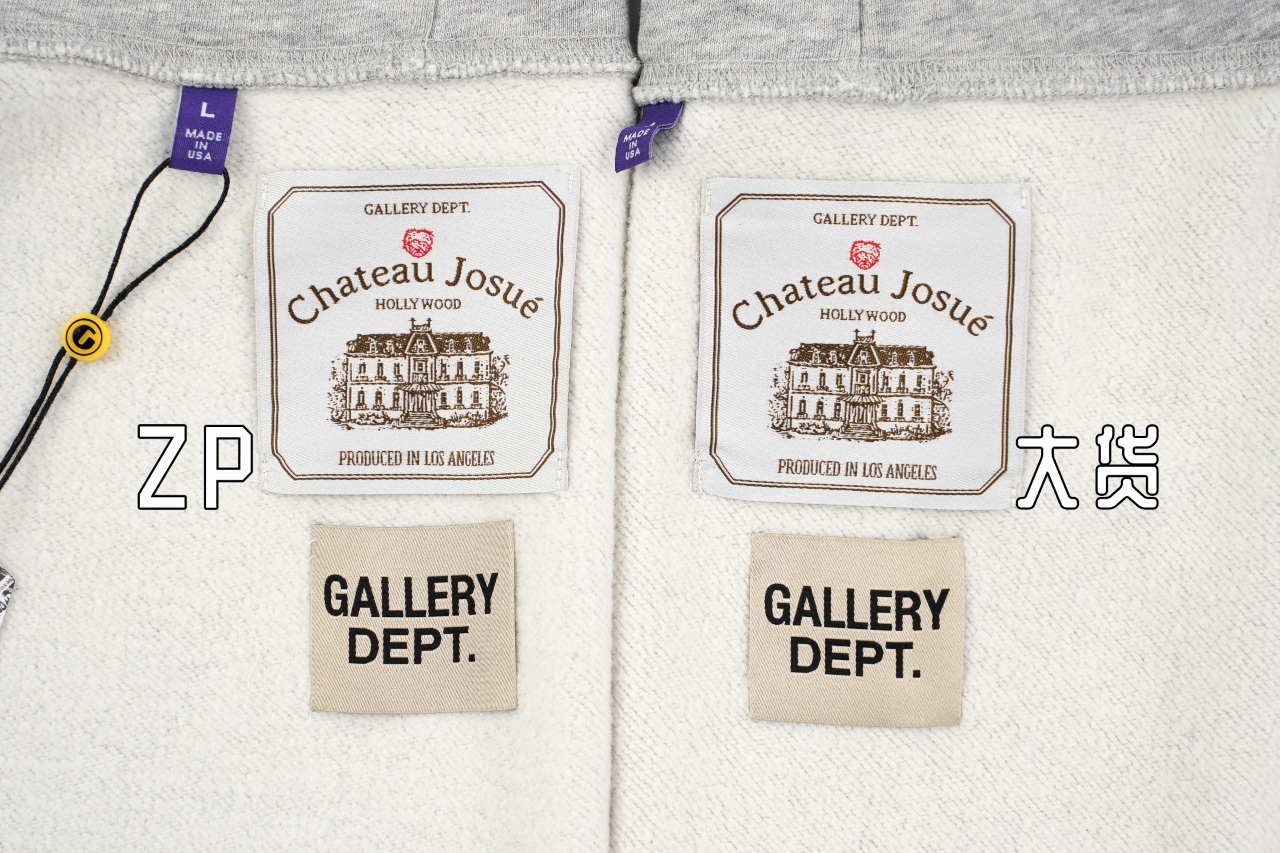 L
MADE
IN
USA
GALLERY DEPT.
Chateau Josué
HOLLYWOOD
PRODUCED IN LOS ANGELES
GALLERY
DEPT.
ZP
MADE
IN
USA
GALLERY DEPT.
Chateau Josué
HOLLYWOOD
PRODUCED IN LOS ANGELES
GALLERY
DEPT.
大货
G